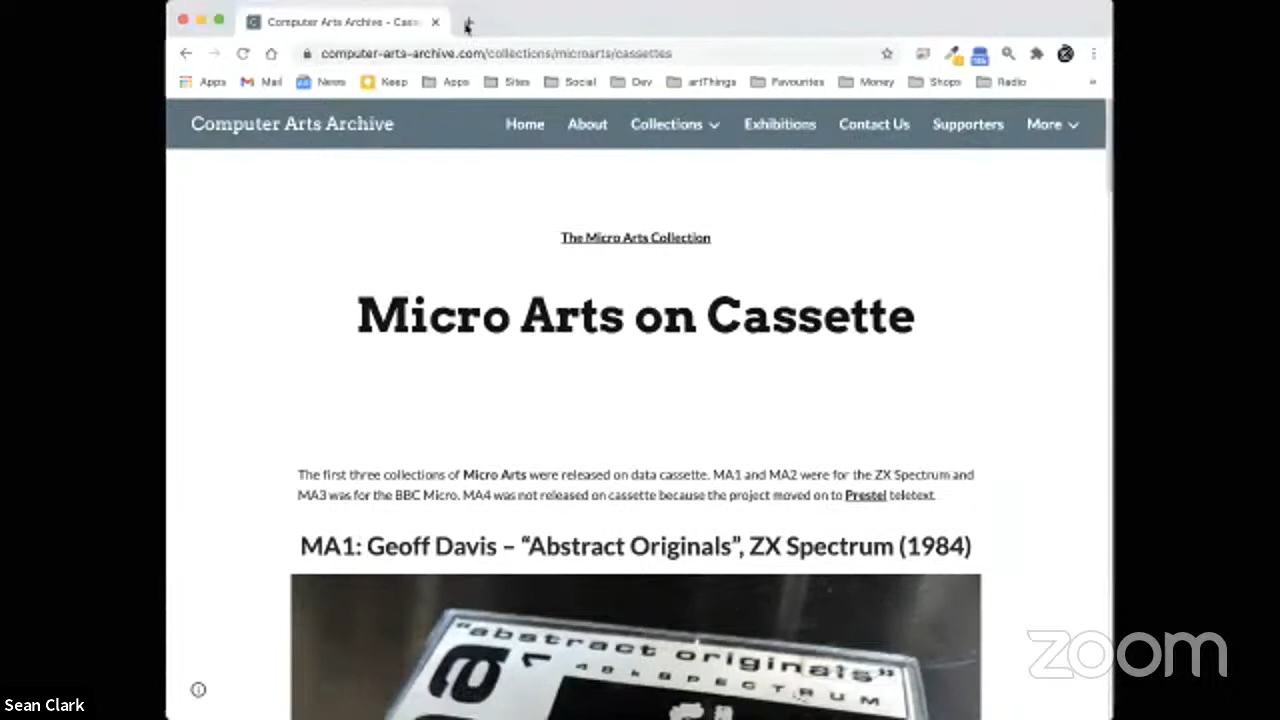 Computer Arts Archive - Cass
computer-arts-archive.com/collections/microarts/cassettes
Apps Mail News Keep Apps Sites Social Dev artThings Favourites Money Shops Radio »
Computer Arts Archive Home About Collections Exhibitions Contact Us Supporters More
The Micro Arts Collection
Micro Arts on Cassette
The first three collections of Micro Arts were released on data cassette. MA1 and MA2 were for the ZX Spectrum and
MA3 was for the BBC Micro. MA4 was not released on cassette because the project moved on to Prestel teletext.
MA1: Geoff Davis – “Abstract Originals”, ZX Spectrum (1984)
"abstract originals"
1 48k SPECTRUM
zoom
Sean Clark